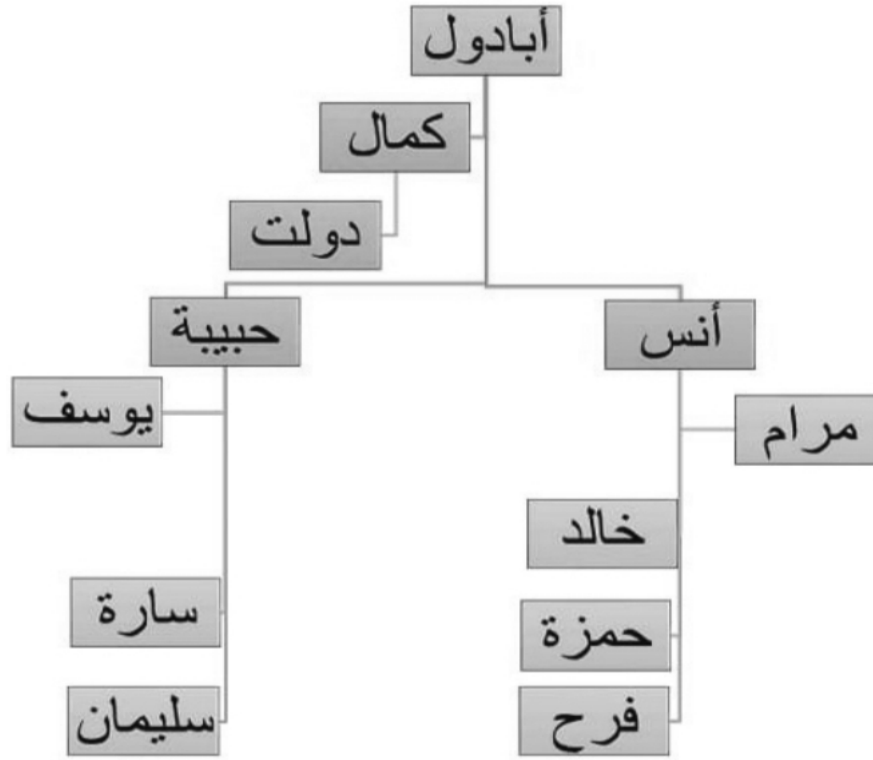 أبادول
كمال
دولت
أنس
حبيبة
مرام
يوسف
خالد
حمزة
سارة
فرح
سليمان